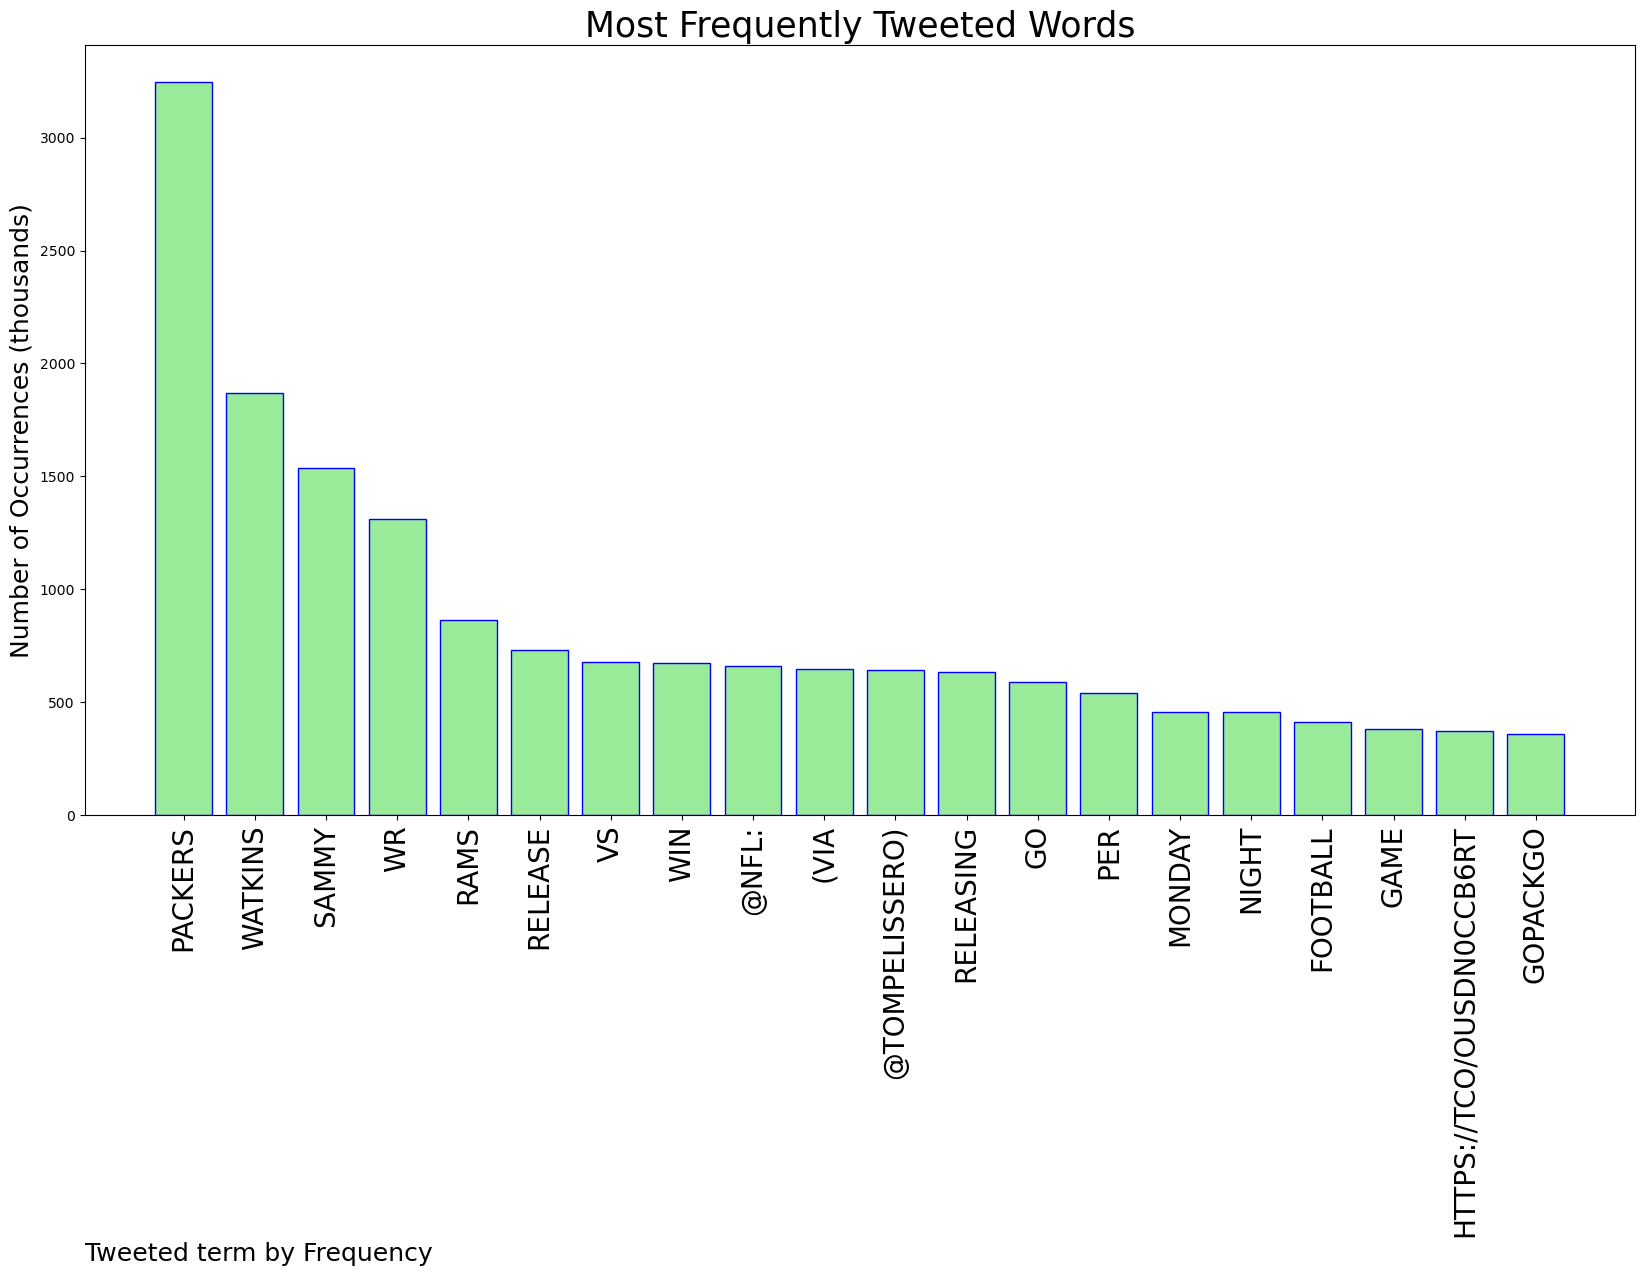 Most Frequently Tweeted Words
Number of Occurrences (thousands)
3000
2500
2000
1500
1000
500
0
PACKERS
WATKINS
SAMMY
WR
RAMS
RELEASE
VS
WIN
@NFL:
(VIA
@TOMPELISSERO)
RELEASING
GO
PER
MONDAY
NIGHT
FOOTBALL
GAME
HTTPS://TCO/OUSDN0CCB6RT
GOPACKGO
Tweeted term by Frequency